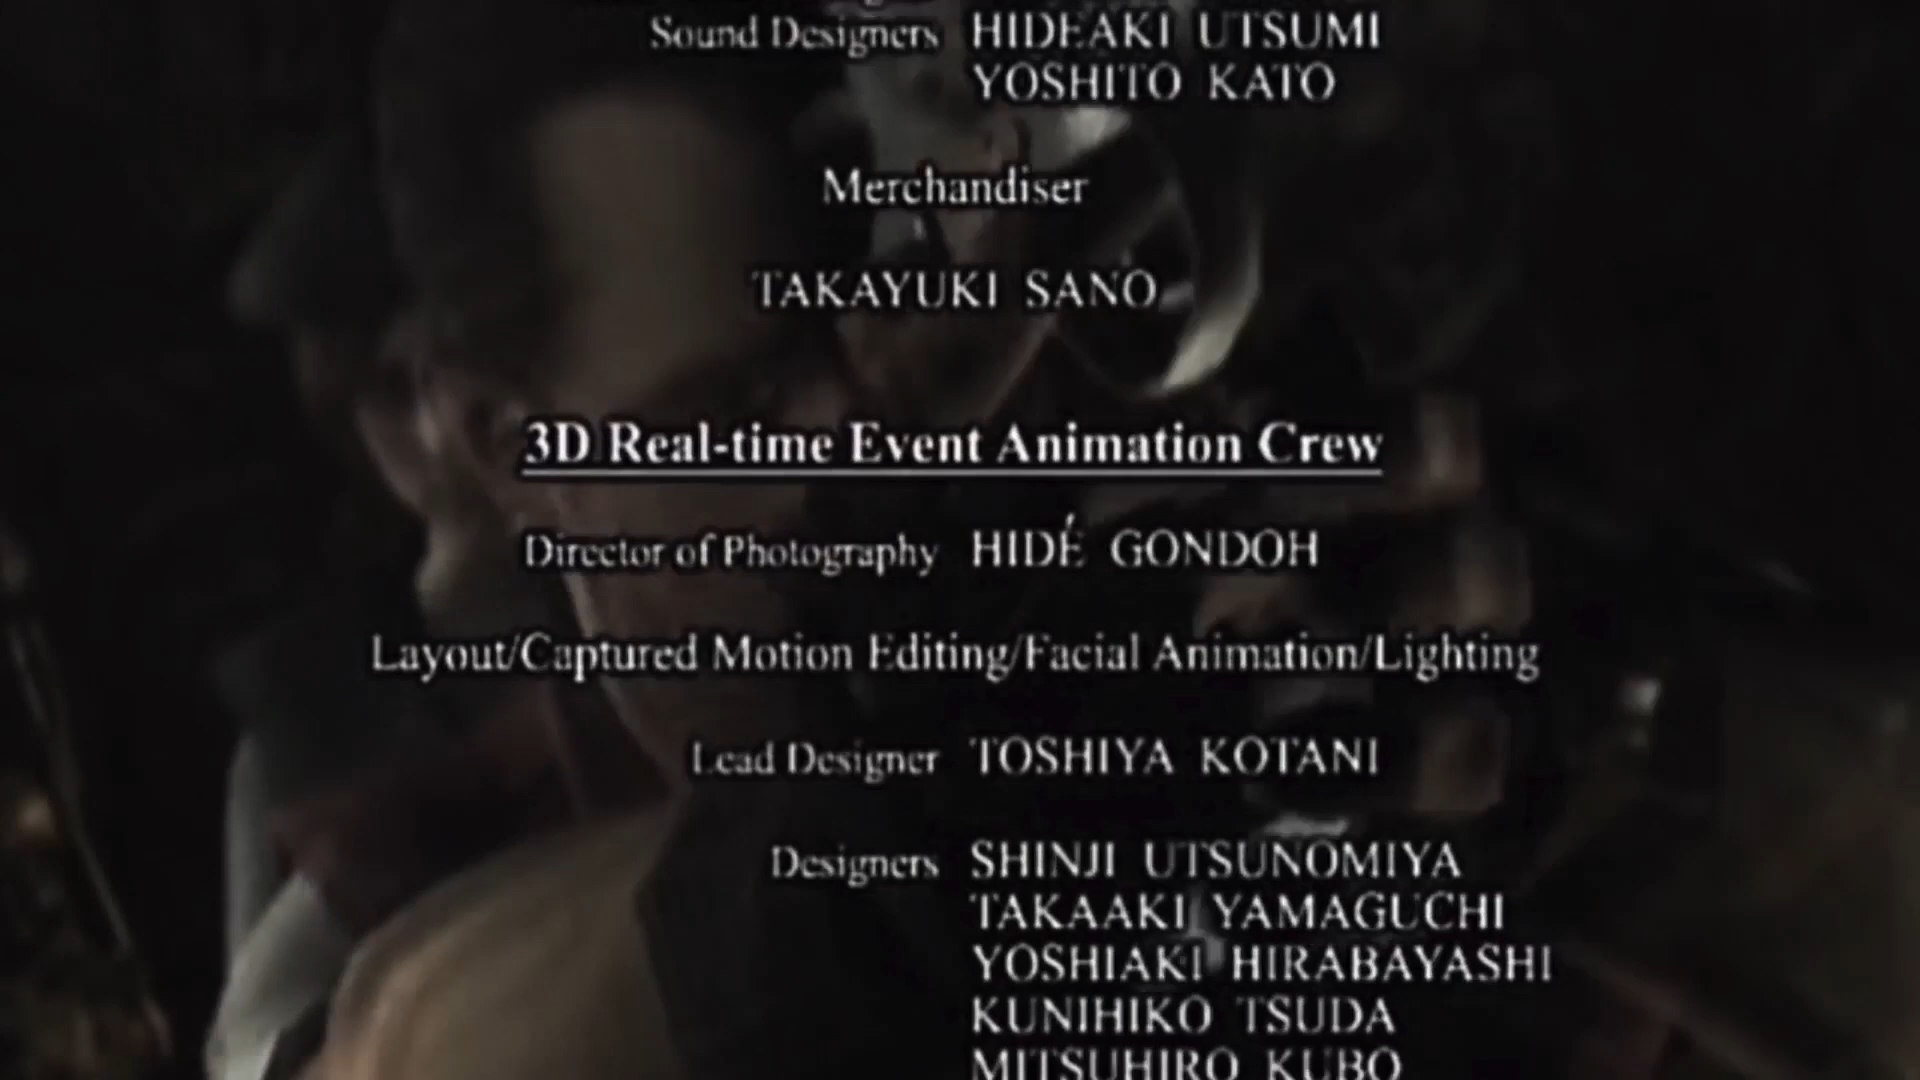 Sound Designers HIDEAKI UTSUMI
YOSHITO KATO
Merchandiser
TAKAYUKI SANO
3D Real-time Event Animation Crew
Director of Photography HIDÉ GONDOH
Layout/Captured Motion Editing/Facial Animation/Lighting
Lead Designer TOSHIYA KOTANI
Designers SHINJI UTSUNOMIYA
TAKAAKI YAMAGUCHI
YOSHIAKI HIRABAYASHI
KUNIHIKO TSUDA
MITSUHIRO KUBO